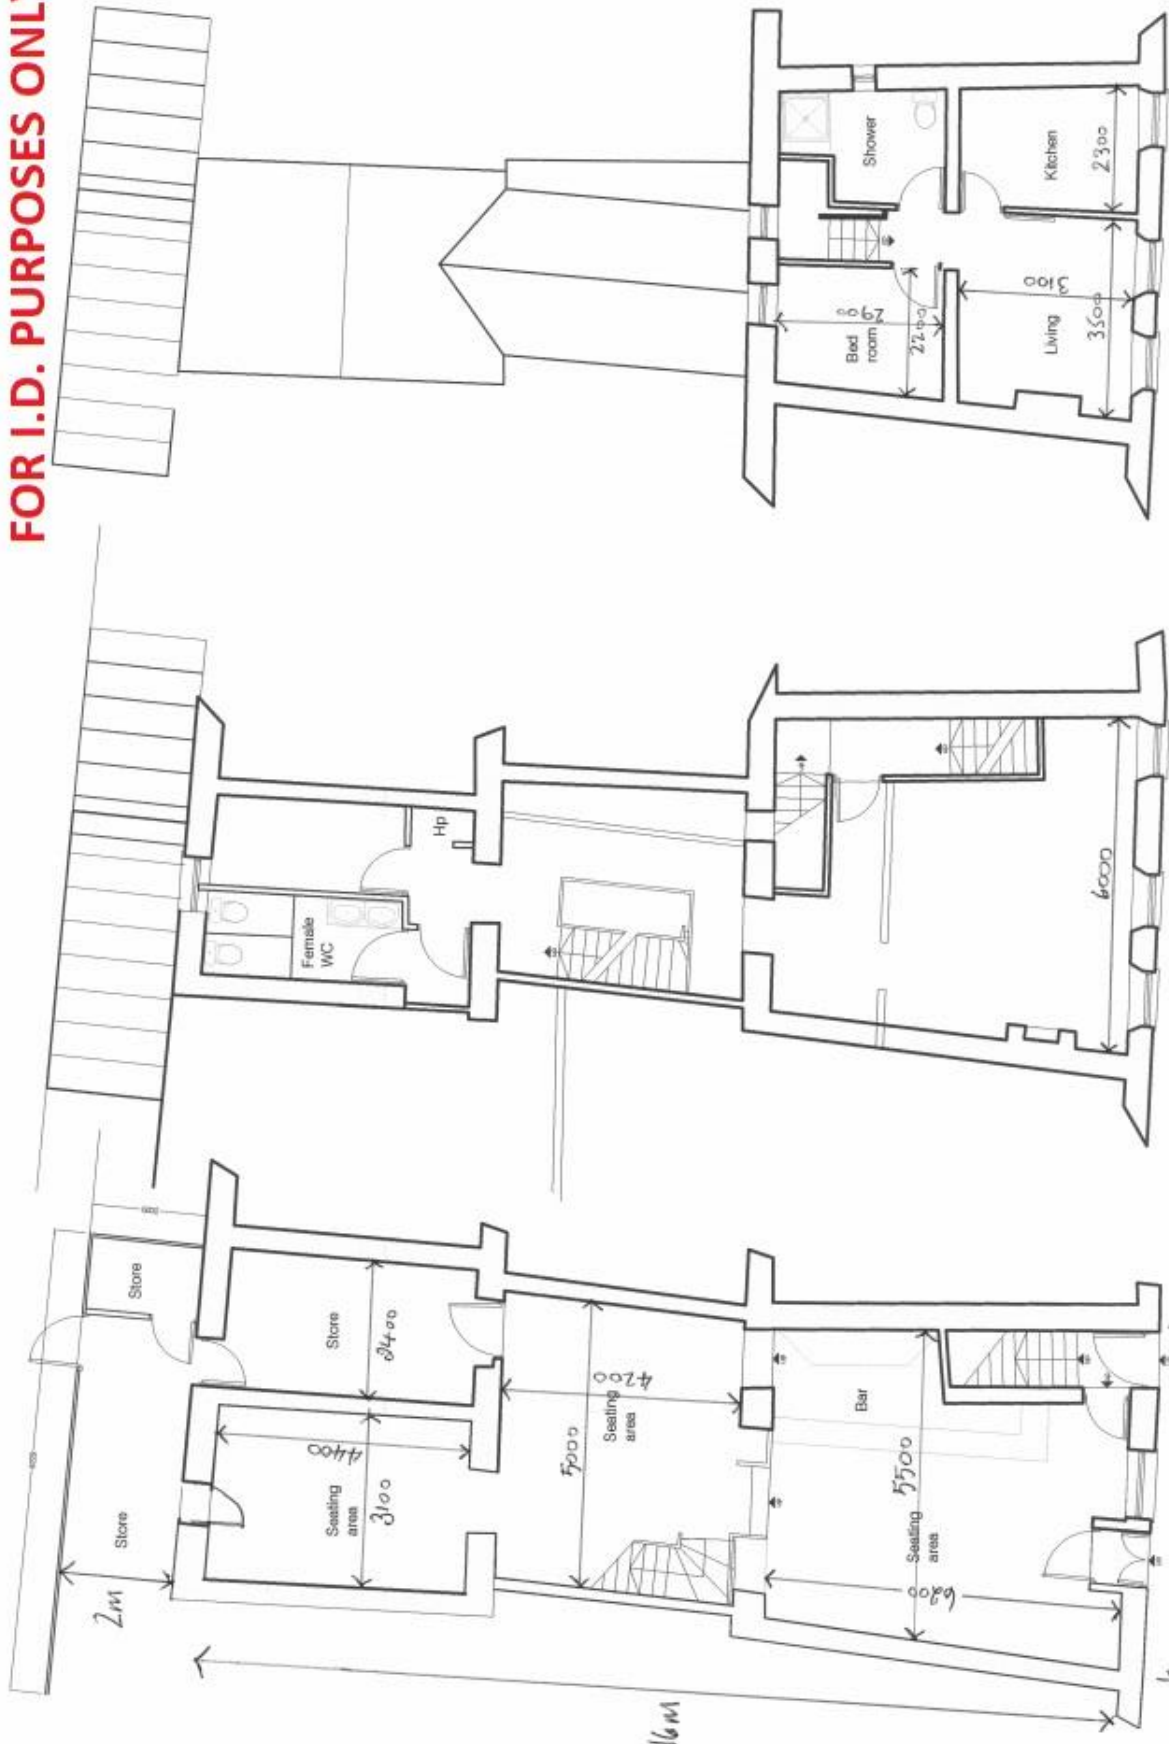 FOR I.D. PURPOSES ONLY
Shower
Kitchen
2300
Bed
room
2900
2200
Living
3100
3500
Female
WC
Hp
6000
Store
Store
2M
Store
2400
Seating
area
4400
3100
Seating
area
4200
5000
Bar
Seating
area
5500
6200
16M